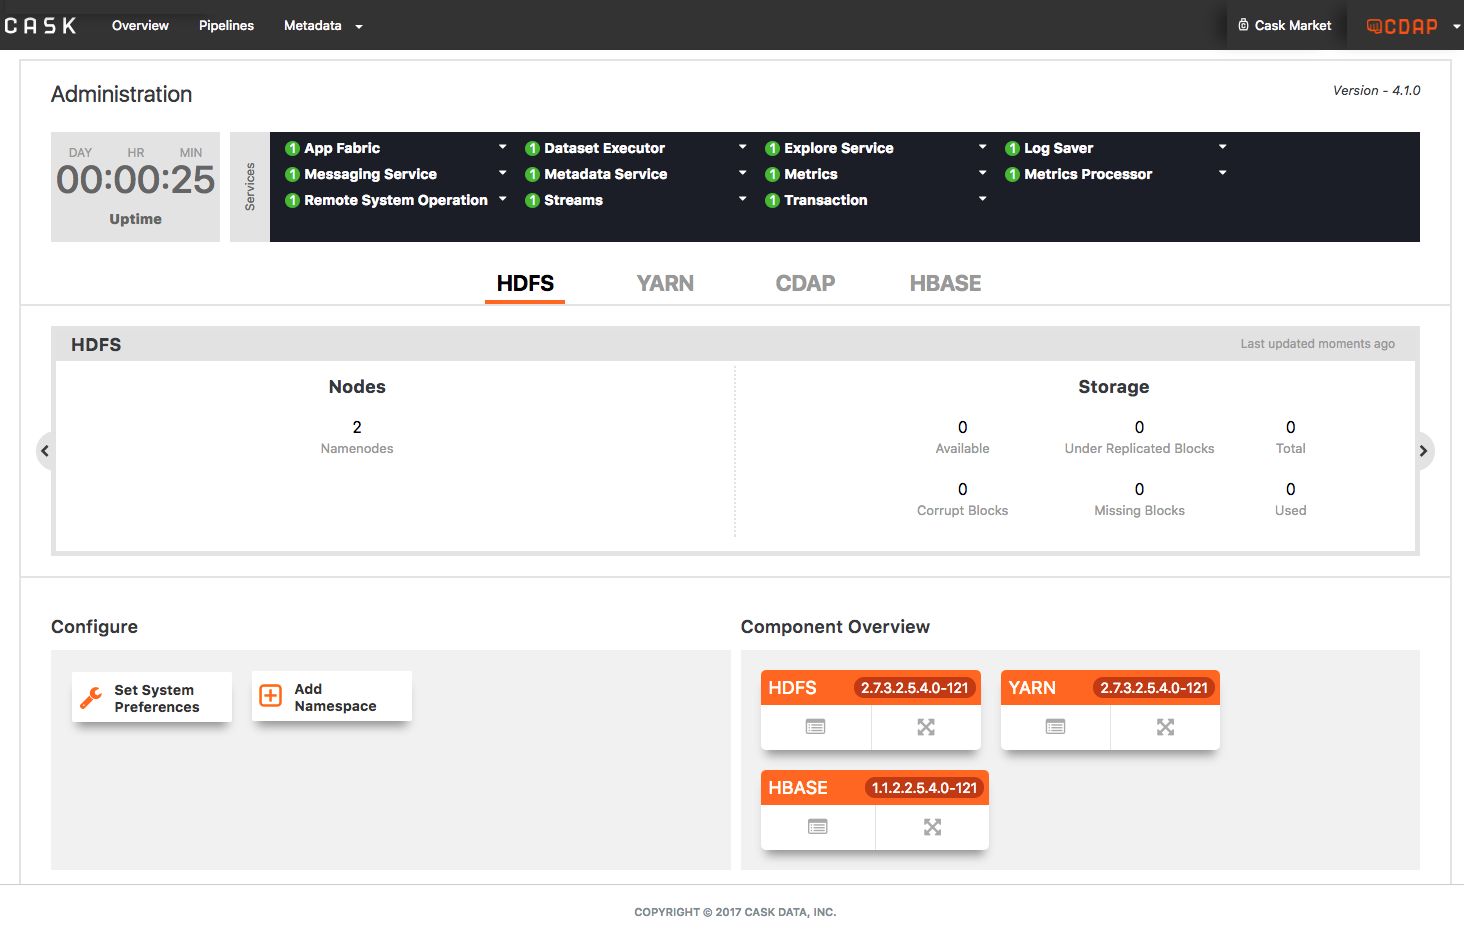 CASK Overview Pipelines Metadata Cask Market CDAP
Administration Version - 4.1.0
DAY HR MIN
00:00:25
Uptime
Services
1 App Fabric 1 Dataset Executor 1 Explore Service 1 Log Saver
1 Messaging Service 1 Metadata Service 1 Metrics 1 Metrics Processor
1 Remote System Operation 1 Streams 1 Transaction
HDFS YARN CDAP HBASE
HDFS Last updated moments ago
Nodes Storage
2 0 0 0
Namenodes Available Under Replicated Blocks Total
0 0 0
Corrupt Blocks Missing Blocks Used
Configure Component Overview
Set System
Preferences
Add
Namespace
HDFS 2.7.3.2.5.4.0-121 YARN 2.7.3.2.5.4.0-121
HBASE 1.1.2.2.5.4.0-121
COPYRIGHT © 2017 CASK DATA, INC.